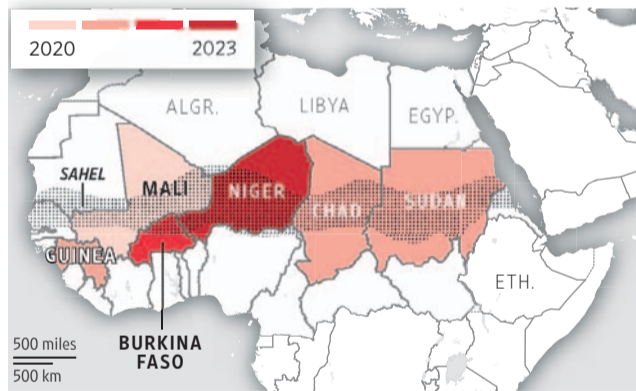 2020 2023
ALGR. LIBYA EGYP.
SAHEL
MALI NIGER CHAD SUDAN
GUINEA
ETH.
500 miles
500 km
BURKINA
FASO